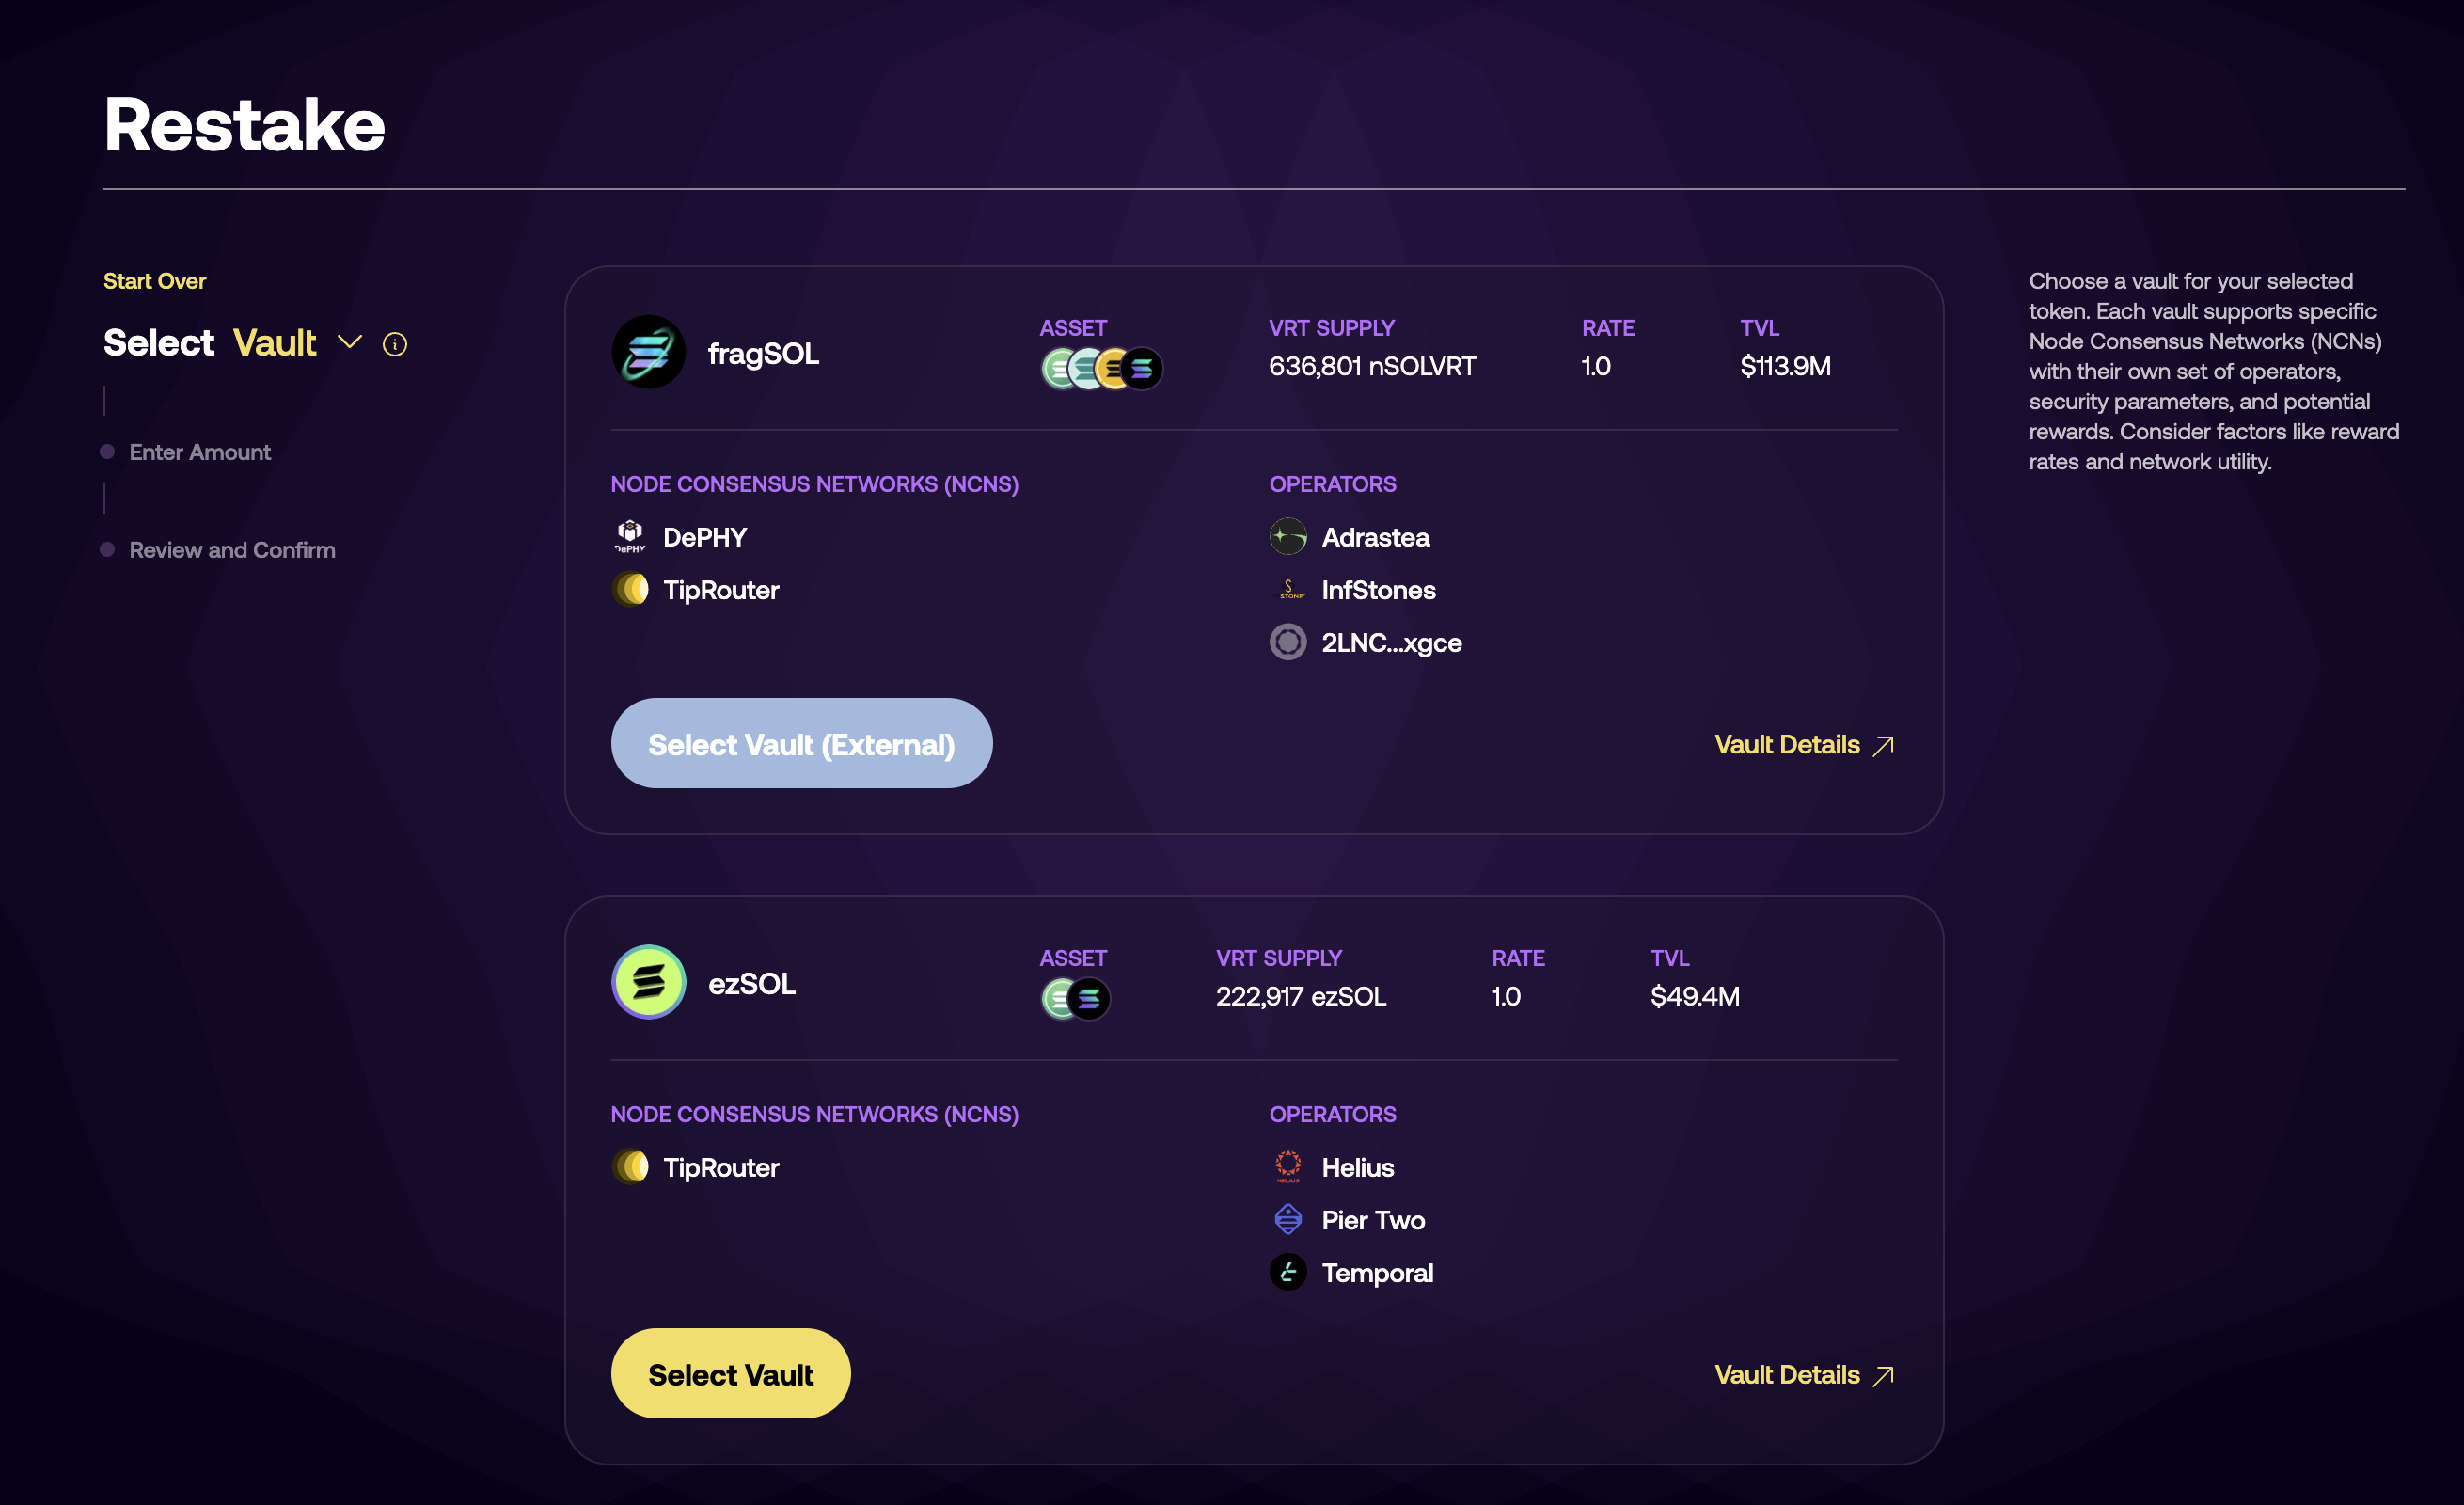 Restake
Start Over
Select Vault
Enter Amount
Review and Confirm
fragSOL
ASSET
VRT SUPPLY
636,801 nSOLVRT
RATE
1.0
TVL
$113.9M
NODE CONSENSUS NETWORKS (NCNS)
DePHY
DePHY
TipRouter
OPERATORS
Adrastea
InfStones
2LNC...xgce
Select Vault (External)
Vault Details
ezSOL
ASSET
VRT SUPPLY
222,917 ezSOL
RATE
1.0
TVL
$49.4M
NODE CONSENSUS NETWORKS (NCNS)
TipRouter
OPERATORS
HELIUS
Helius
Pier Two
Temporal
Select Vault
Vault Details
Choose a vault for your selected
token. Each vault supports specific
Node Consensus Networks (NCNs)
with their own set of operators,
security parameters, and potential
rewards. Consider factors like reward
rates and network utility.